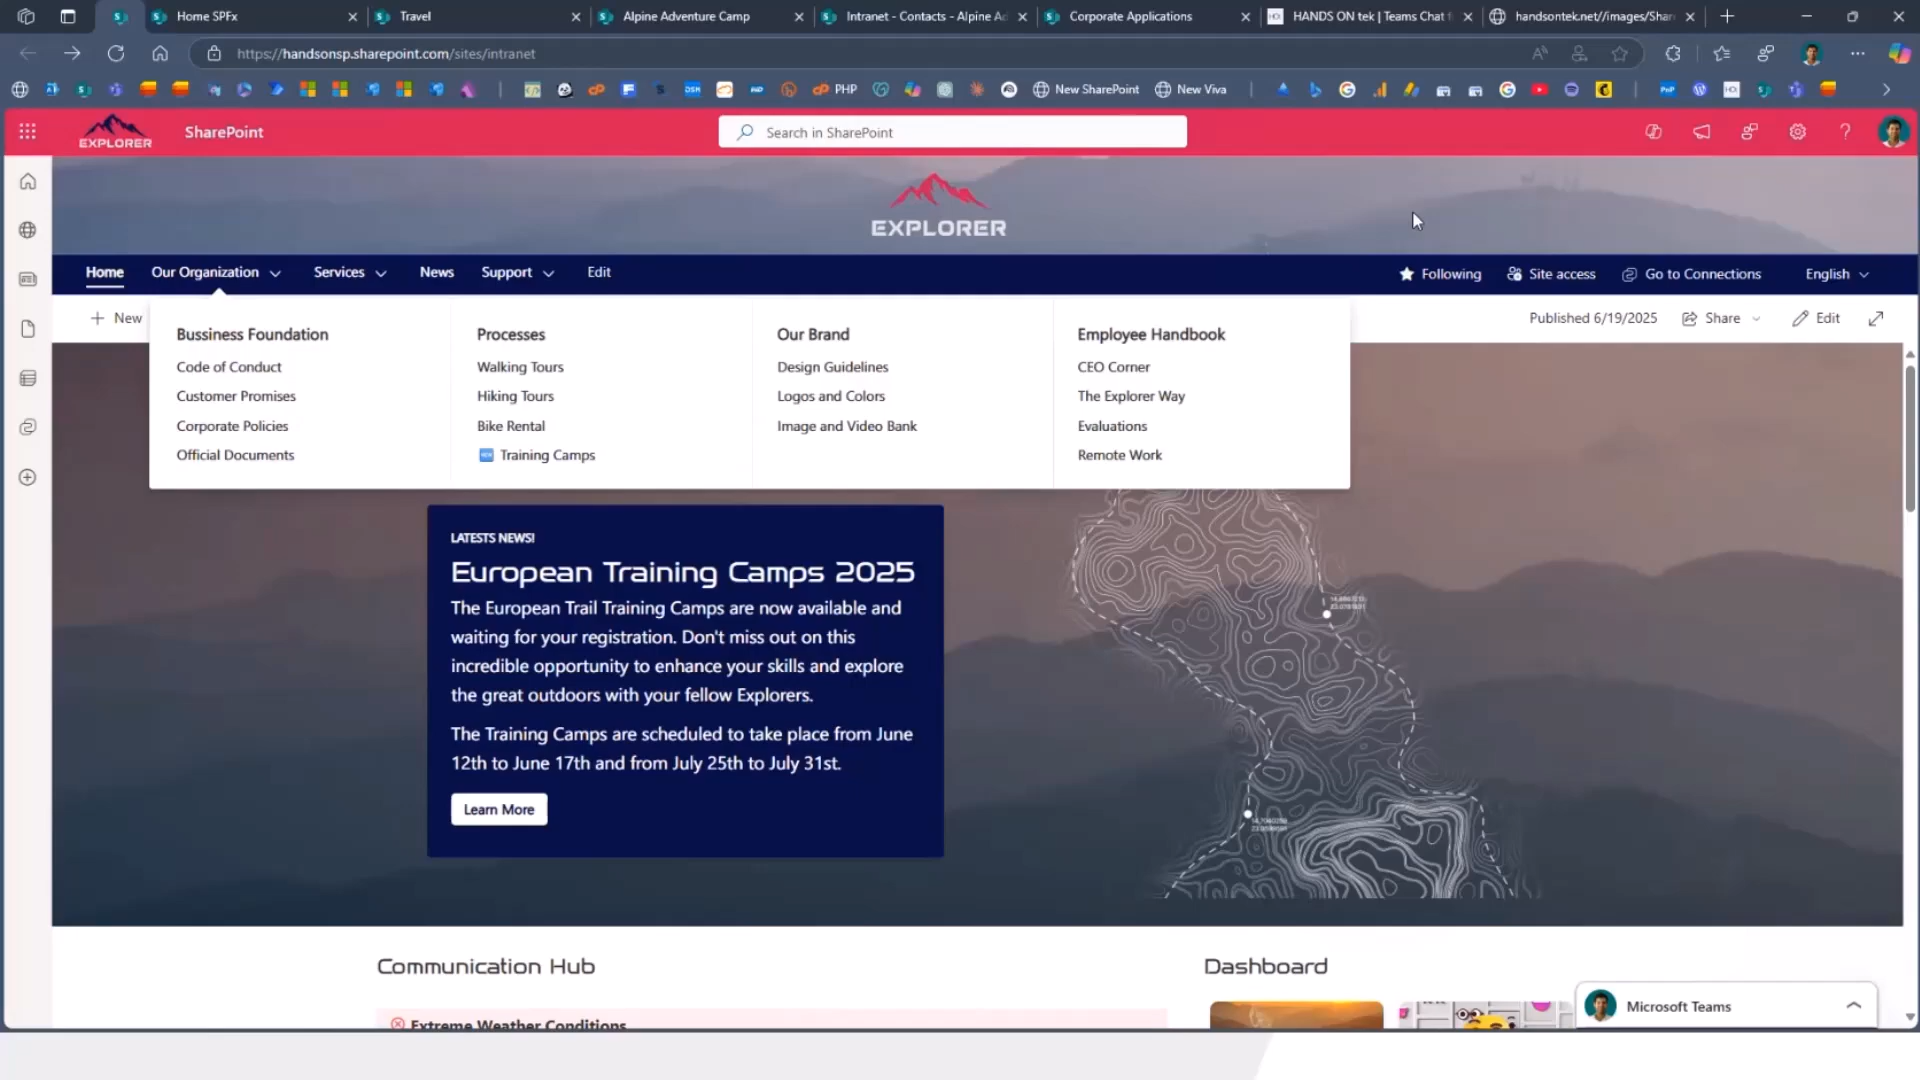 Home SPFx
Travel
Alpine Adventure Camp
Intranet - Contacts - Alpine Ad
Corporate Applications
HANDS ON tek | Teams Chat f
handsontek.net//images/Shar
https://handsonsp.sharepoint.com/sites/intranet
PHP
New SharePoint
New Viva
EXPLORER
SharePoint
Search in SharePoint
EXPLORER
Home
Our Organization
Services
News
Support
Edit
Following
Site access
Go to Connections
English
New
Published 6/19/2025
Share
Edit
Bussiness Foundation
Code of Conduct
Customer Promises
Corporate Policies
Official Documents
Processes
Walking Tours
Hiking Tours
Bike Rental
Training Camps
Our Brand
Design Guidelines
Logos and Colors
Image and Video Bank
Employee Handbook
CEO Corner
The Explorer Way
Evaluations
Remote Work
LATESTS NEWS!
European Training Camps 2025
The European Trail Training Camps are now available and
waiting for your registration. Don't miss out on this
incredible opportunity to enhance your skills and explore
the great outdoors with your fellow Explorers.
The Training Camps are scheduled to take place from June
12th to June 17th and from July 25th to July 31st.
Learn More
Communication Hub
Extreme Weather Conditions
Dashboard
Microsoft Teams